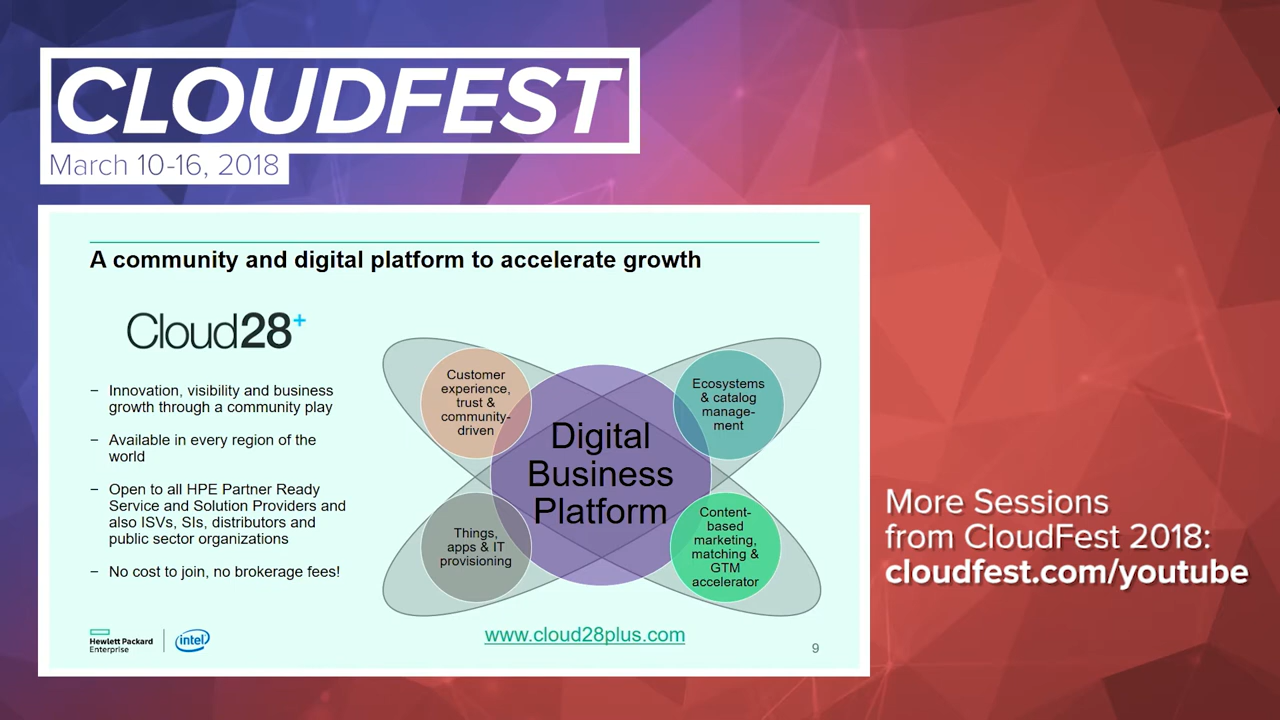 CLOUDFEST
March 10-16, 2018
A community and digital platform to accelerate growth
Cloud28+
– Innovation, visibility and business
growth through a community play
– Available in every region of the
world
– Open to all HPE Partner Ready
Service and Solution Providers and
also ISVs, SIs, distributors and
public sector organizations
– No cost to join, no brokerage fees!
Customer
experience,
trust &
community-
driven
Ecosystems
& catalog
manage-
ment
Digital
Business
Platform
Things,
apps & IT
provisioning
Content-
based
marketing,
matching &
GTM
accelerator
Hewlett Packard
Enterprise
intel
www.cloud28plus.com
9
More Sessions
from CloudFest 2018:
cloudfest.com/youtube